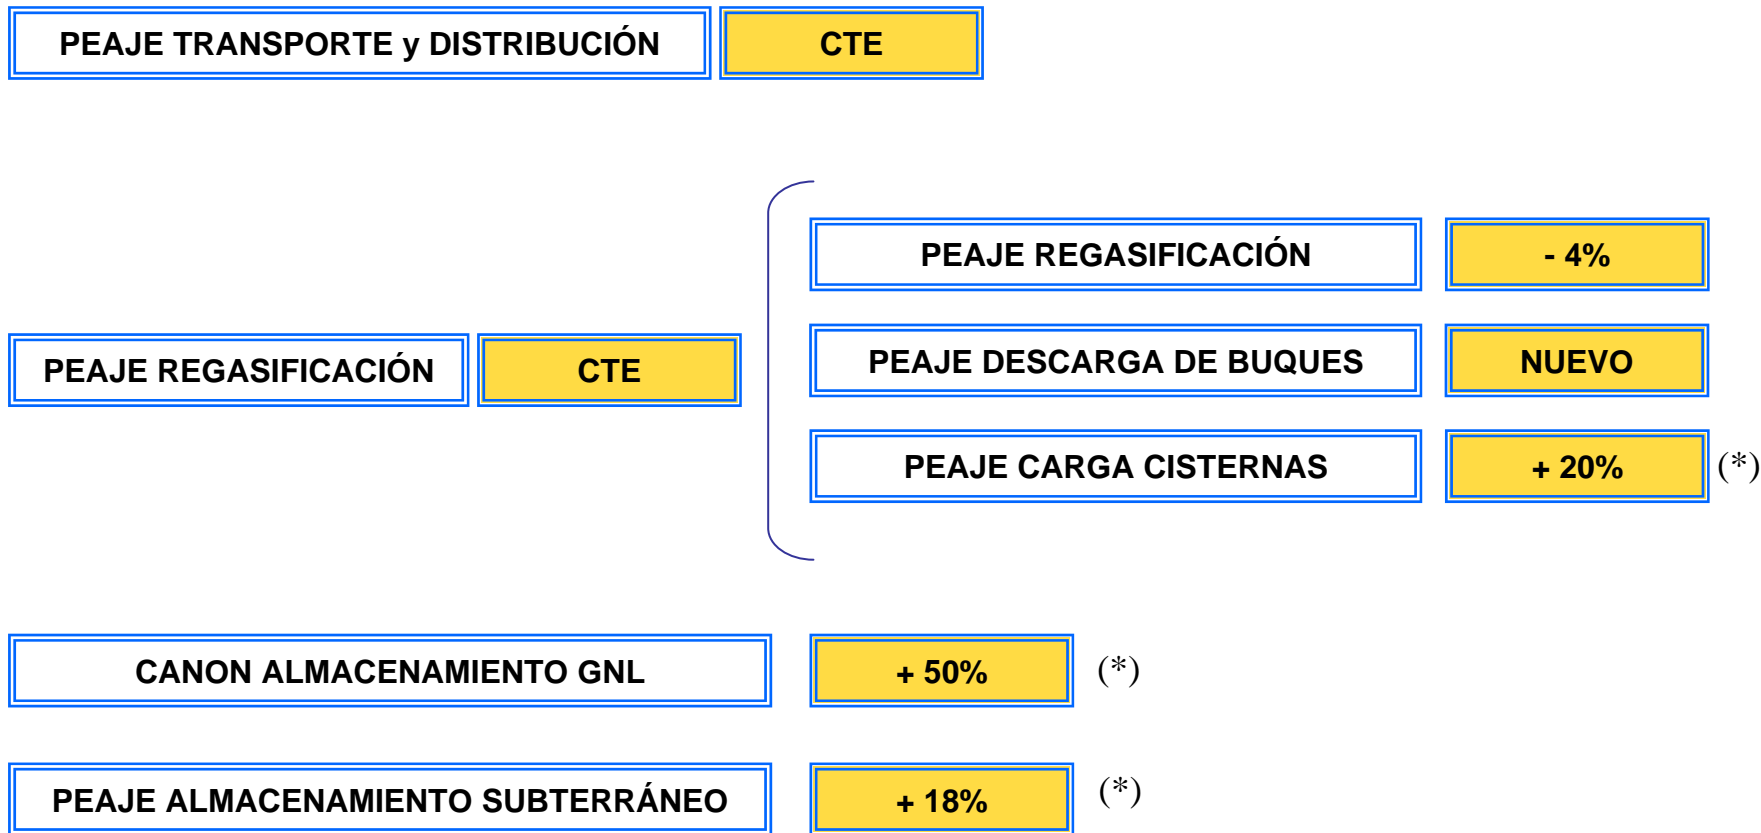 PEAJE TRANSPORTE y DISTRIBUCIÓN CTE
PEAJE REGASIFICACIÓN CTE
PEAJE REGASIFICACIÓN - 4%
PEAJE DESCARGA DE BUQUES NUEVO
PEAJE CARGA CISTERNAS + 20% (*)
CANON ALMACENAMIENTO GNL + 50% (*)
PEAJE ALMACENAMIENTO SUBTERRÁNEO + 18% (*)